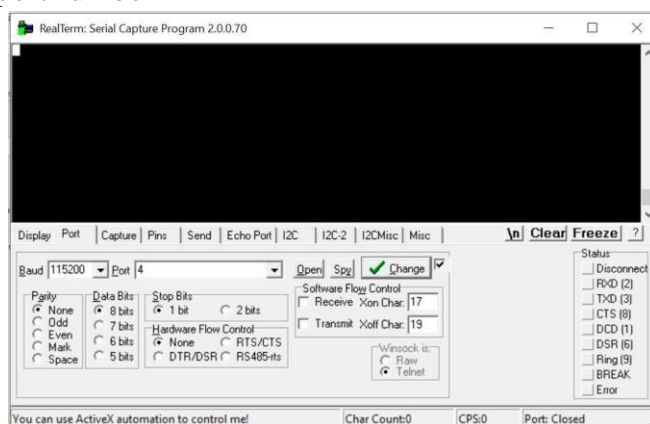 RealTerm: Serial Capture Program 2.0.0.70
Display Port Capture Pins Send Echo Port I2C I2C-2 I2CMisc Misc \n Clear Freeze ?
Baud 115200 Port 4 Open Spy Change
Parity
None
Odd
Even
Mark
Space
Data Bits
8 bits
7 bits
6 bits
5 bits
Stop Bits
1 bit 2 bits
Hardware Flow Control
None RTS/CTS
DTR/DSR RS485-rts
Software Flow Control
Receive Xon Char: 17
Transmit Xoff Char: 19
Winsock is:
Raw
Telnet
Status
Disconnect
RXD (2)
TXD (3)
CTS (8)
DCD (1)
DSR (6)
Ring (9)
BREAK
Error
You can use ActiveX automation to control me! Char Count:0 CPS:0 Port: Closed